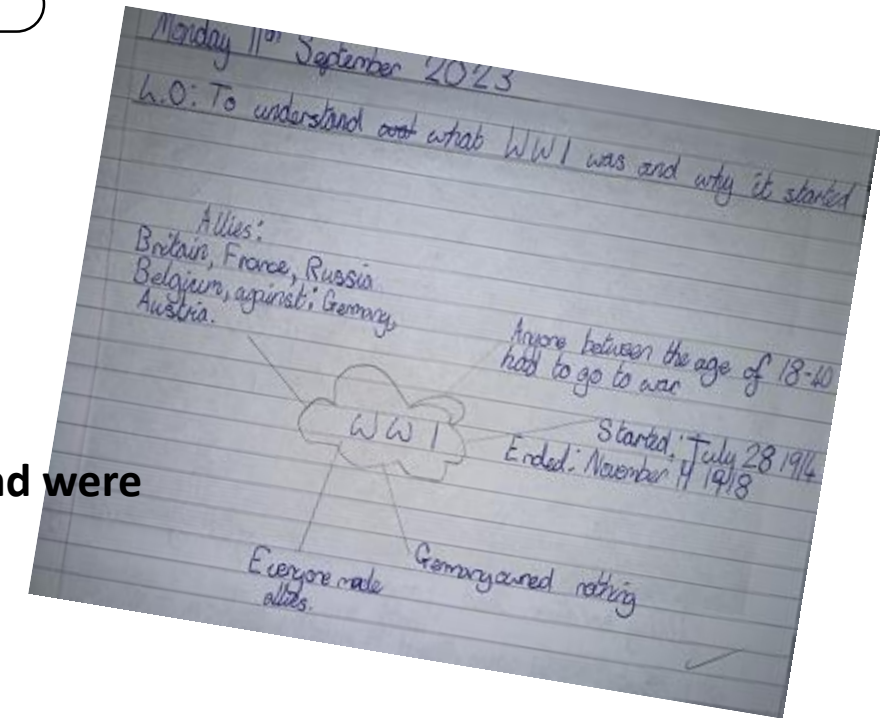 Monday 11th September 2023
L.O: To understand what WW1 was and why it started
Allies:
Britain, France, Russia
Belgium, against: Germany,
Austria.
Anyone between the age of 18-40
had to go to war
WW1
Started: July 28 1914
Ended: November 11 1918
Everyone made
allies.
Germany owned nothing
nd were